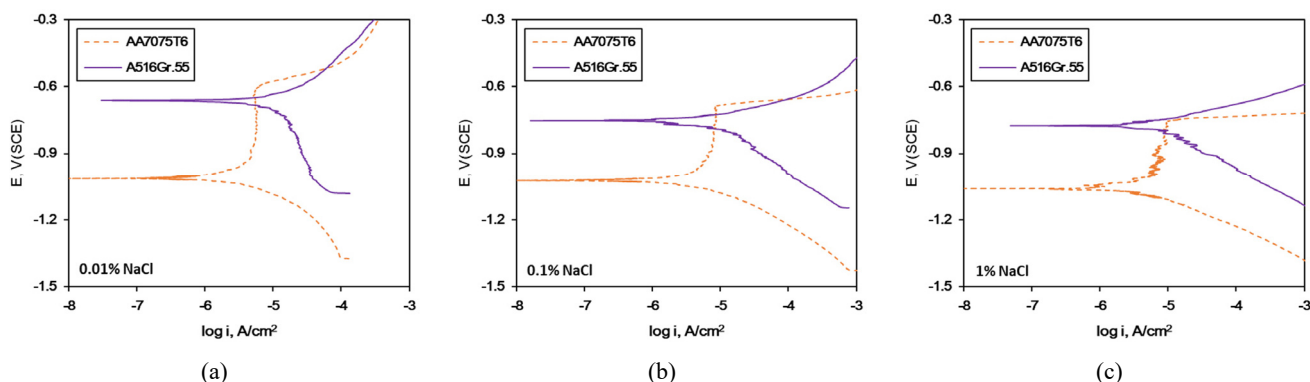 -0.3
-0.6
-0.9
-1.2
-1.5
E, V(SCE)
AA7075T6
A516Gr.55
0.01% NaCl
-8 -7 -6 -5 -4 -3
log i, A/cm²
(a)
-0.3
-0.6
-0.9
-1.2
-1.5
E, V(SCE)
AA7075T6
A516Gr.55
0.1% NaCl
-8 -7 -6 -5 -4 -3
log i, A/cm²
(b)
-0.3
-0.6
-0.9
-1.2
-1.5
E, V(SCE)
AA7075T6
A516Gr.55
1% NaCl
-8 -7 -6 -5 -4 -3
log i, A/cm²
(c)